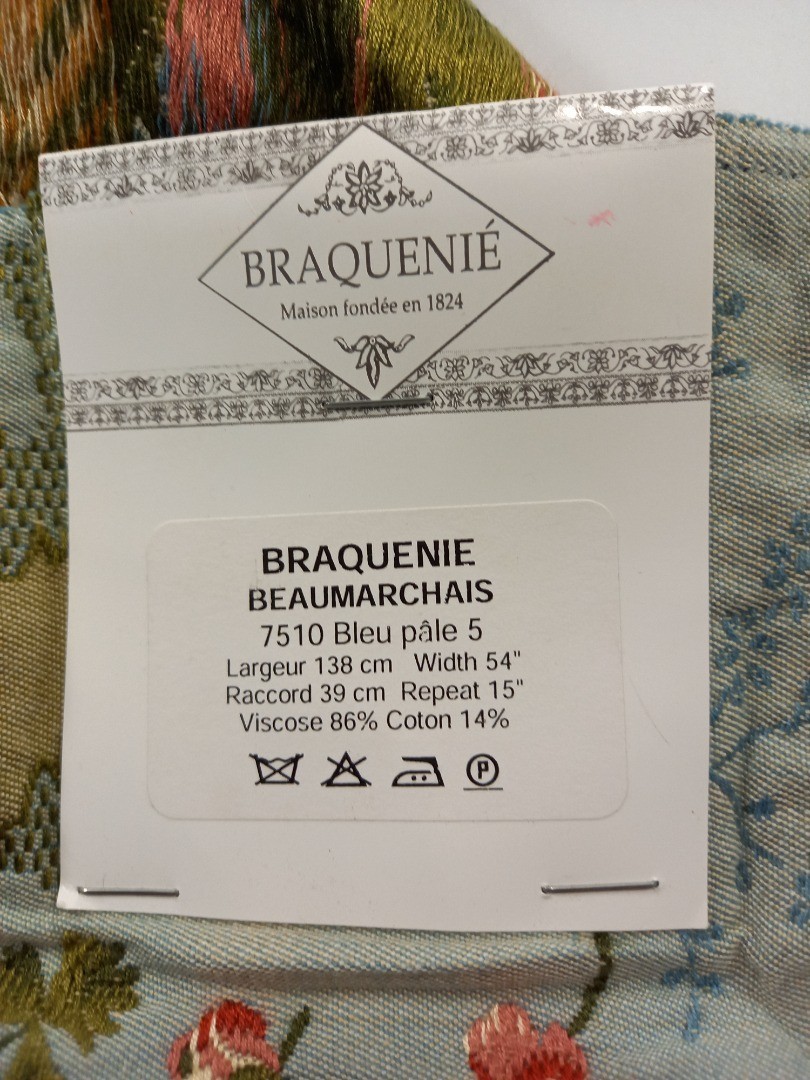 BRAQUENIÉ
Maison fondée en 1824
BRAQUENIE
BEAUMARCHAIS
7510 Bleu pâle 5
Largeur 138 cm Width 54"
Raccord 39 cm Repeat 15"
Viscose 86% Coton 14%
P